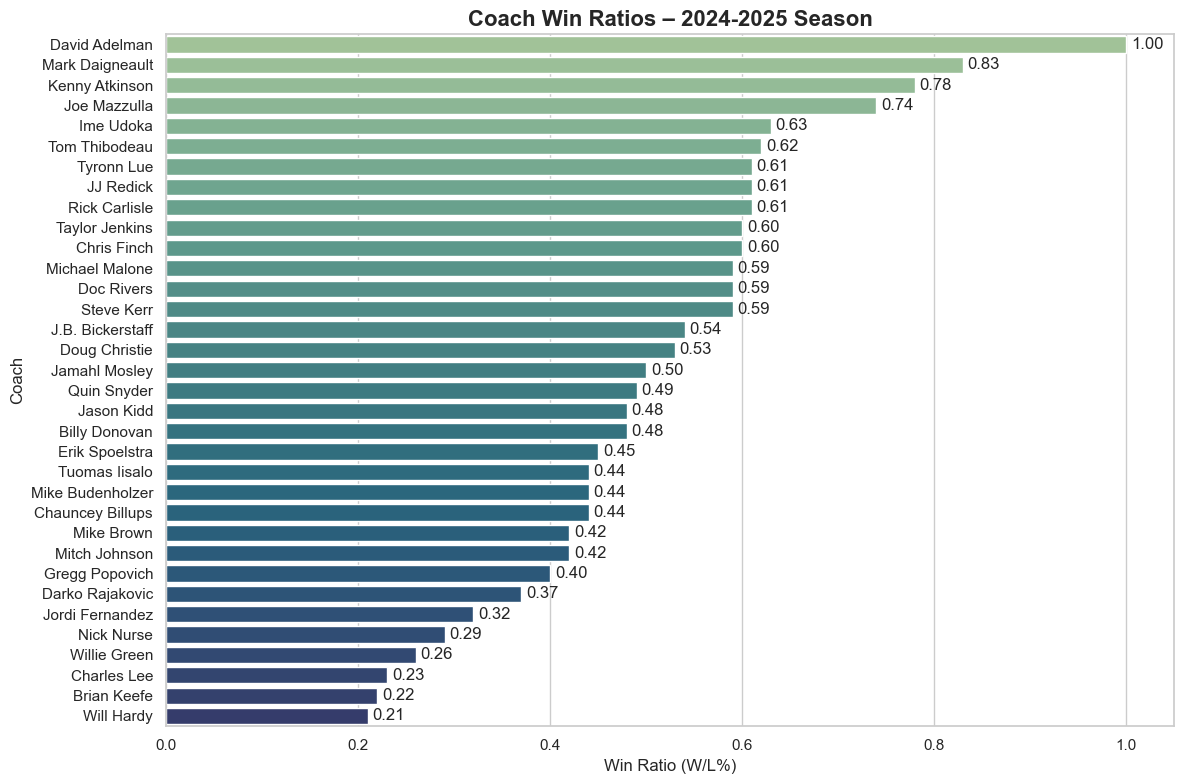 Coach Win Ratios – 2024-2025 Season
Coach
David Adelman 1.00
Mark Daigneault 0.83
Kenny Atkinson 0.78
Joe Mazzulla 0.74
Ime Udoka 0.63
Tom Thibodeau 0.62
Tyronn Lue 0.61
JJ Redick 0.61
Rick Carlisle 0.61
Taylor Jenkins 0.60
Chris Finch 0.60
Michael Malone 0.59
Doc Rivers 0.59
Steve Kerr 0.59
J.B. Bickerstaff 0.54
Doug Christie 0.53
Jamahl Mosley 0.50
Quin Snyder 0.49
Jason Kidd 0.48
Billy Donovan 0.48
Erik Spoelstra 0.45
Tuomas Iisalo 0.44
Mike Budenholzer 0.44
Chauncey Billups 0.44
Mike Brown 0.42
Mitch Johnson 0.42
Gregg Popovich 0.40
Darko Rajakovic 0.37
Jordi Fernandez 0.32
Nick Nurse 0.29
Willie Green 0.26
Charles Lee 0.23
Brian Keefe 0.22
Will Hardy 0.21
0.0 0.2 0.4 0.6 0.8 1.0
Win Ratio (W/L%)